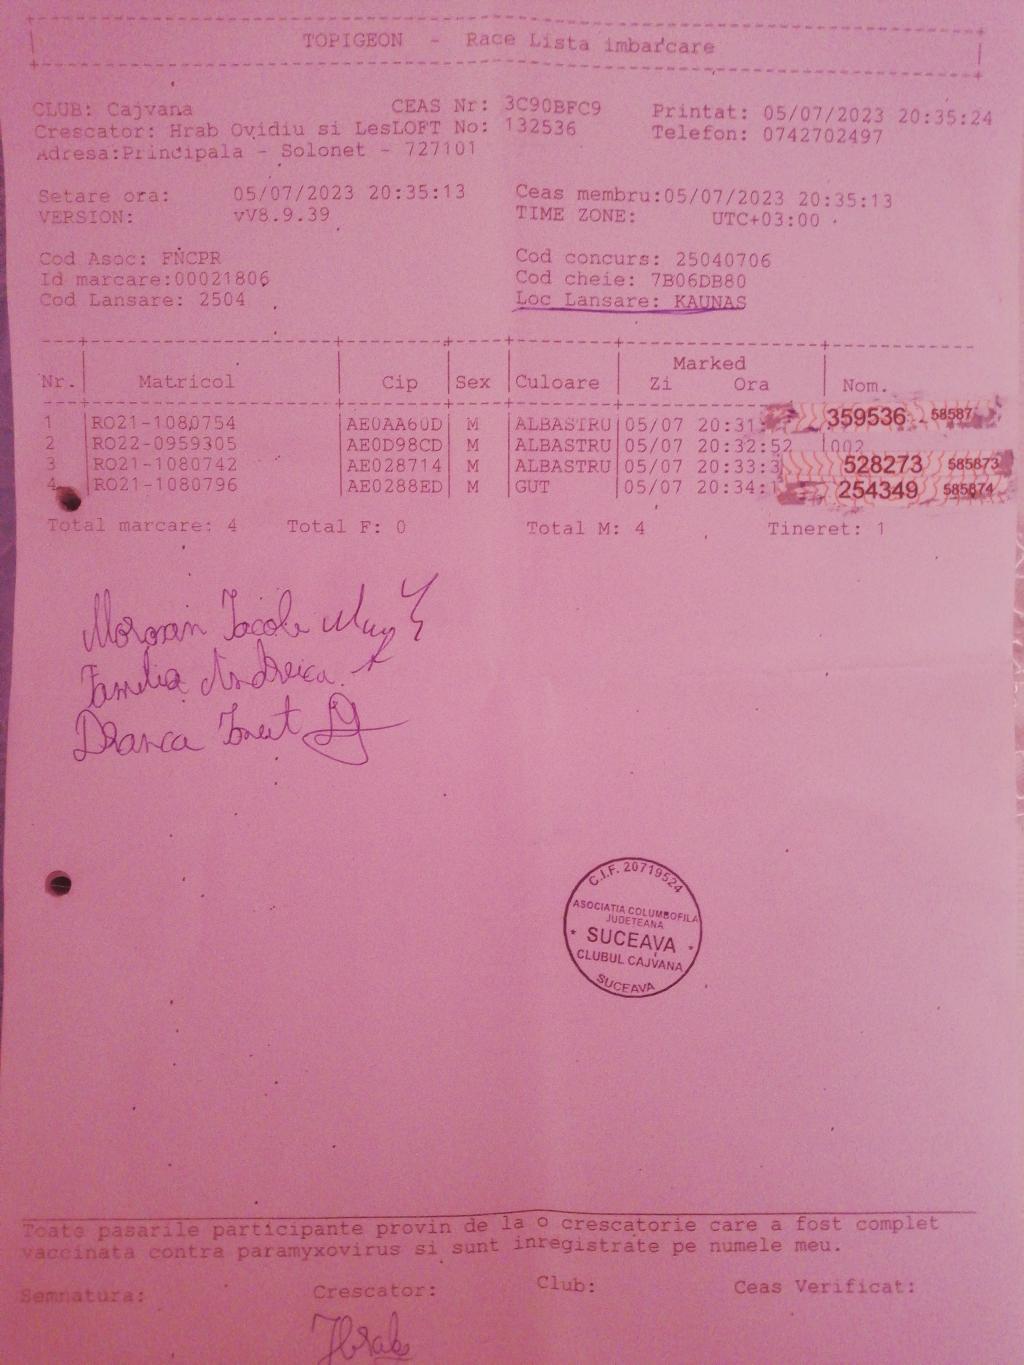 TOPIGEON - Race Lista imbarcare
CLUB: Cajvana CEAS Nr: 3C90BFC9 Printat: 05/07/2023 20:35:24
Crescator: Hrab Ovidiu si LesLOFT No: 132536 Telefon: 0742702497
Adresa:Principala - Solonet - 727101
Setare ora: 05/07/2023 20:35:13 Ceas membru:05/07/2023 20:35:13
VERSION: vV8.9.39 TIME ZONE: UTC+03:00
Cod Asoc: FNCPR Cod concurs: 25040706
Id marcare:00021806 Cod cheie: 7B06DB80
Cod Lansare: 2504 Loc Lansare: KAUNAS
Marked
Nr. Matricol Cip Sex Culoare Zi Ora Nom.
1 RO21-1080754 AE0AA60D M ALBASTRU 05/07 20:31: 359536 58587
2 RO22-0959305 AE0D98CD M ALBASTRU 05/07 20:32:52 002
3 RO21-1080742 AE028714 M ALBASTRU 05/07 20:33:3 528273 585873
4 RO21-1080796 AE0288ED M GUT 05/07 20:34:1 254349 585874
Total marcare: 4 Total F: 0 Total M: 4 Tineret: 1
Familia Andreica
C.I.F. 20719524
ASOCIATIA COLUMBOFILA
JUDETEANA
* SUCEAVA *
CLUBUL CAJVANA
SUCEAVA
Toate pasarile participante provin de la o crescatorie care a fost complet
vaccinata contra paramyxovirus si sunt inregistrate pe numele meu.
Semnatura: Crescator: Club: Ceas Verificat:
Hrab